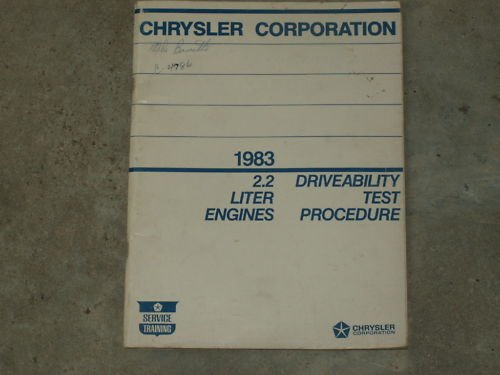 CHRYSLER CORPORATION
1983
2.2 DRIVEABILITY
LITER TEST
ENGINES PROCEDURE
SERVICE
TRAINING
CHRYSLER
CORPORATION